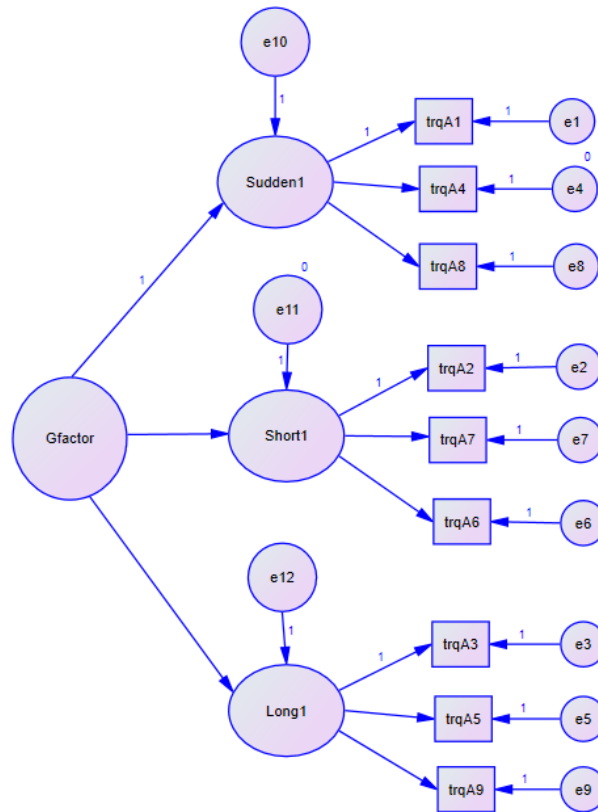 e10
1
trqA1
1
e1
1
0
Sudden1
trqA4
1
e4
trqA8
1
e8
1
0
e11
1
trqA2
1
e2
1
Gfactor
Short1
trqA7
1
e7
trqA6
1
e6
e12
1
trqA3
1
e3
1
Long1
trqA5
1
e5
trqA9
1
e9